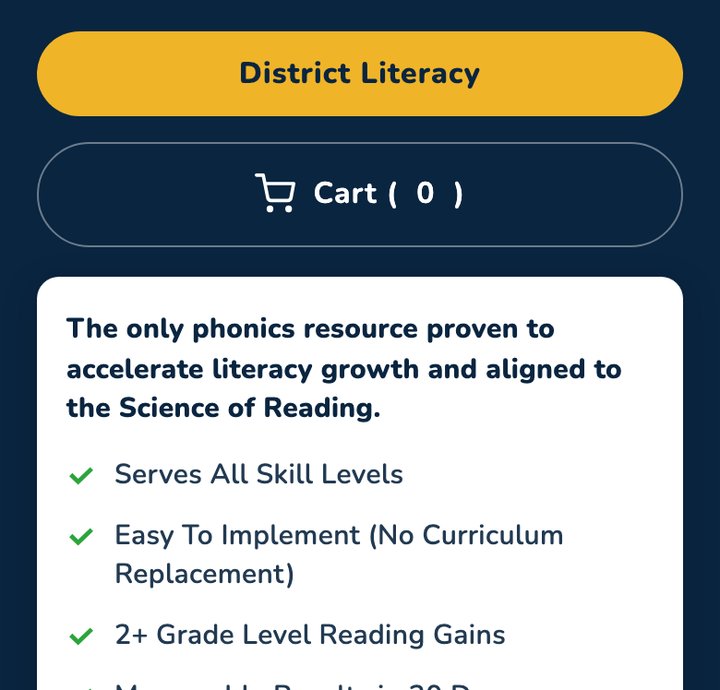 District Literacy
Cart ( 0 )
The only phonics resource proven to
accelerate literacy growth and aligned to
the Science of Reading.
Serves All Skill Levels
Easy To Implement (No Curriculum
Replacement)
2+ Grade Level Reading Gains